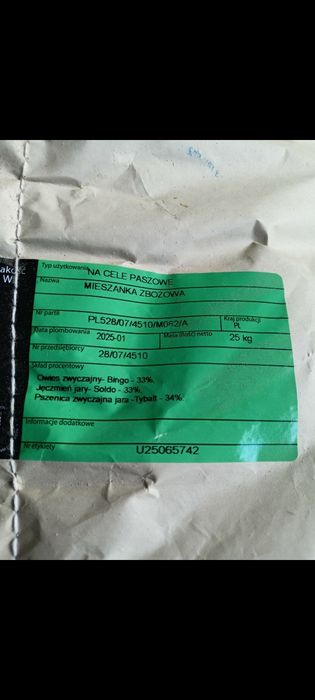 Typ użytkowania NA CELE PASZOWE
Nazwa MIESZANKA ZBOŻOWA
Nr partii PL528/07/4510/M062/A
Kraj produkcji PL
Data plombowania 2025-01
Masa (ilość) netto 25 kg
Nr przedsiębiorcy 28/07/4510
Skład procentowy
Owies zwyczajny- Bingo - 33%.
Jęczmień jary- Soldo - 33%.
Pszenica zwyczajna jara -Tybalt - 34%.
Informacje dodatkowe
Nr etykiety U25065742